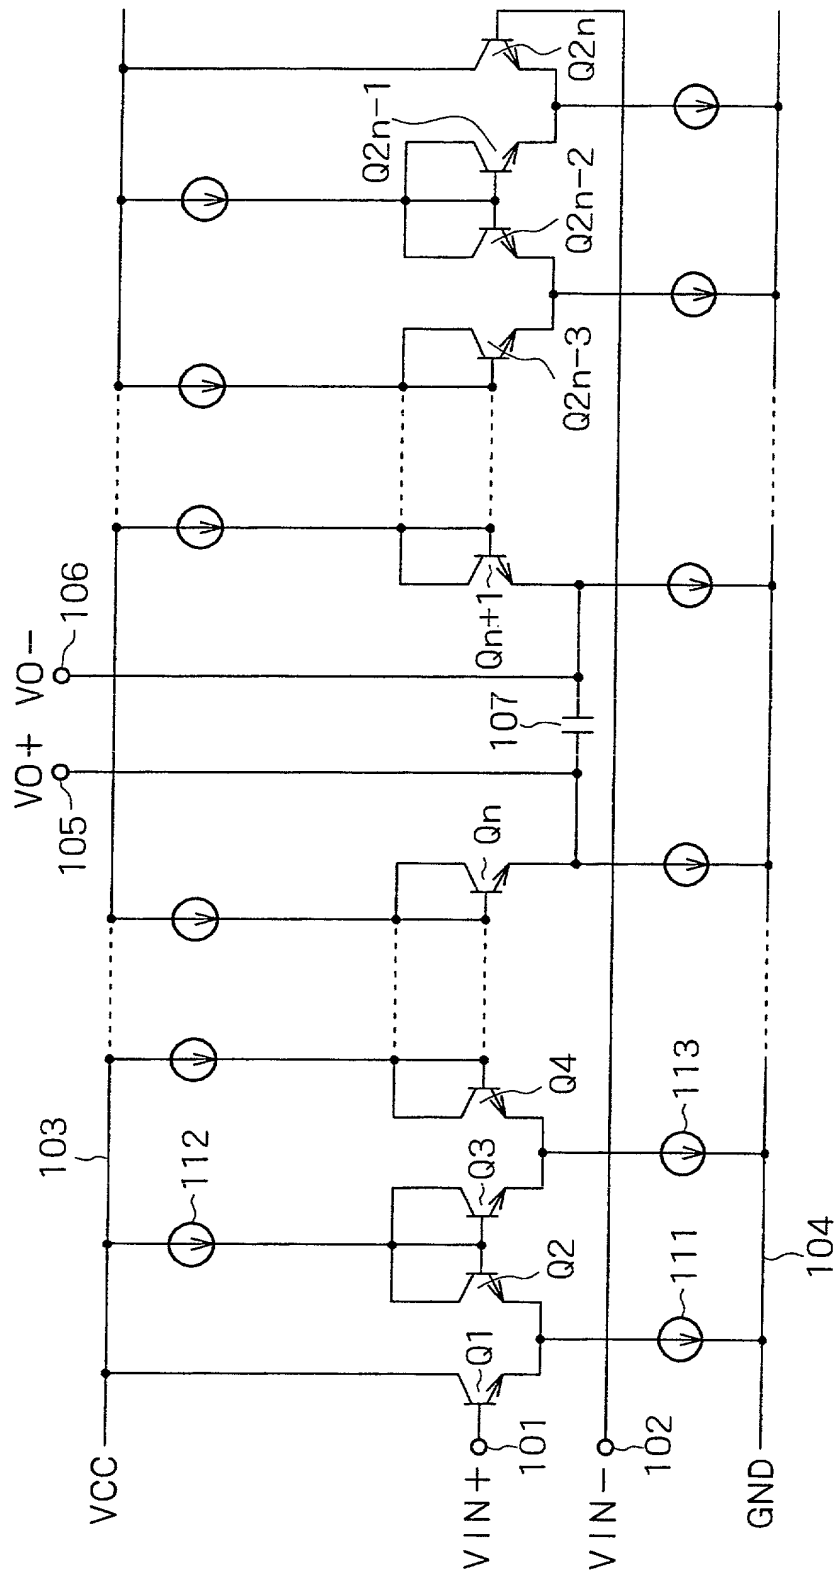 VO+ VO−
105
106
VCC
103
112
Qn
Qn+1
107
Q2n−3
Q2n−2
Q2n−1
Q2n
VIN+
101
Q1
Q2
Q3
Q4
VIN−
102
111
113
GND
104